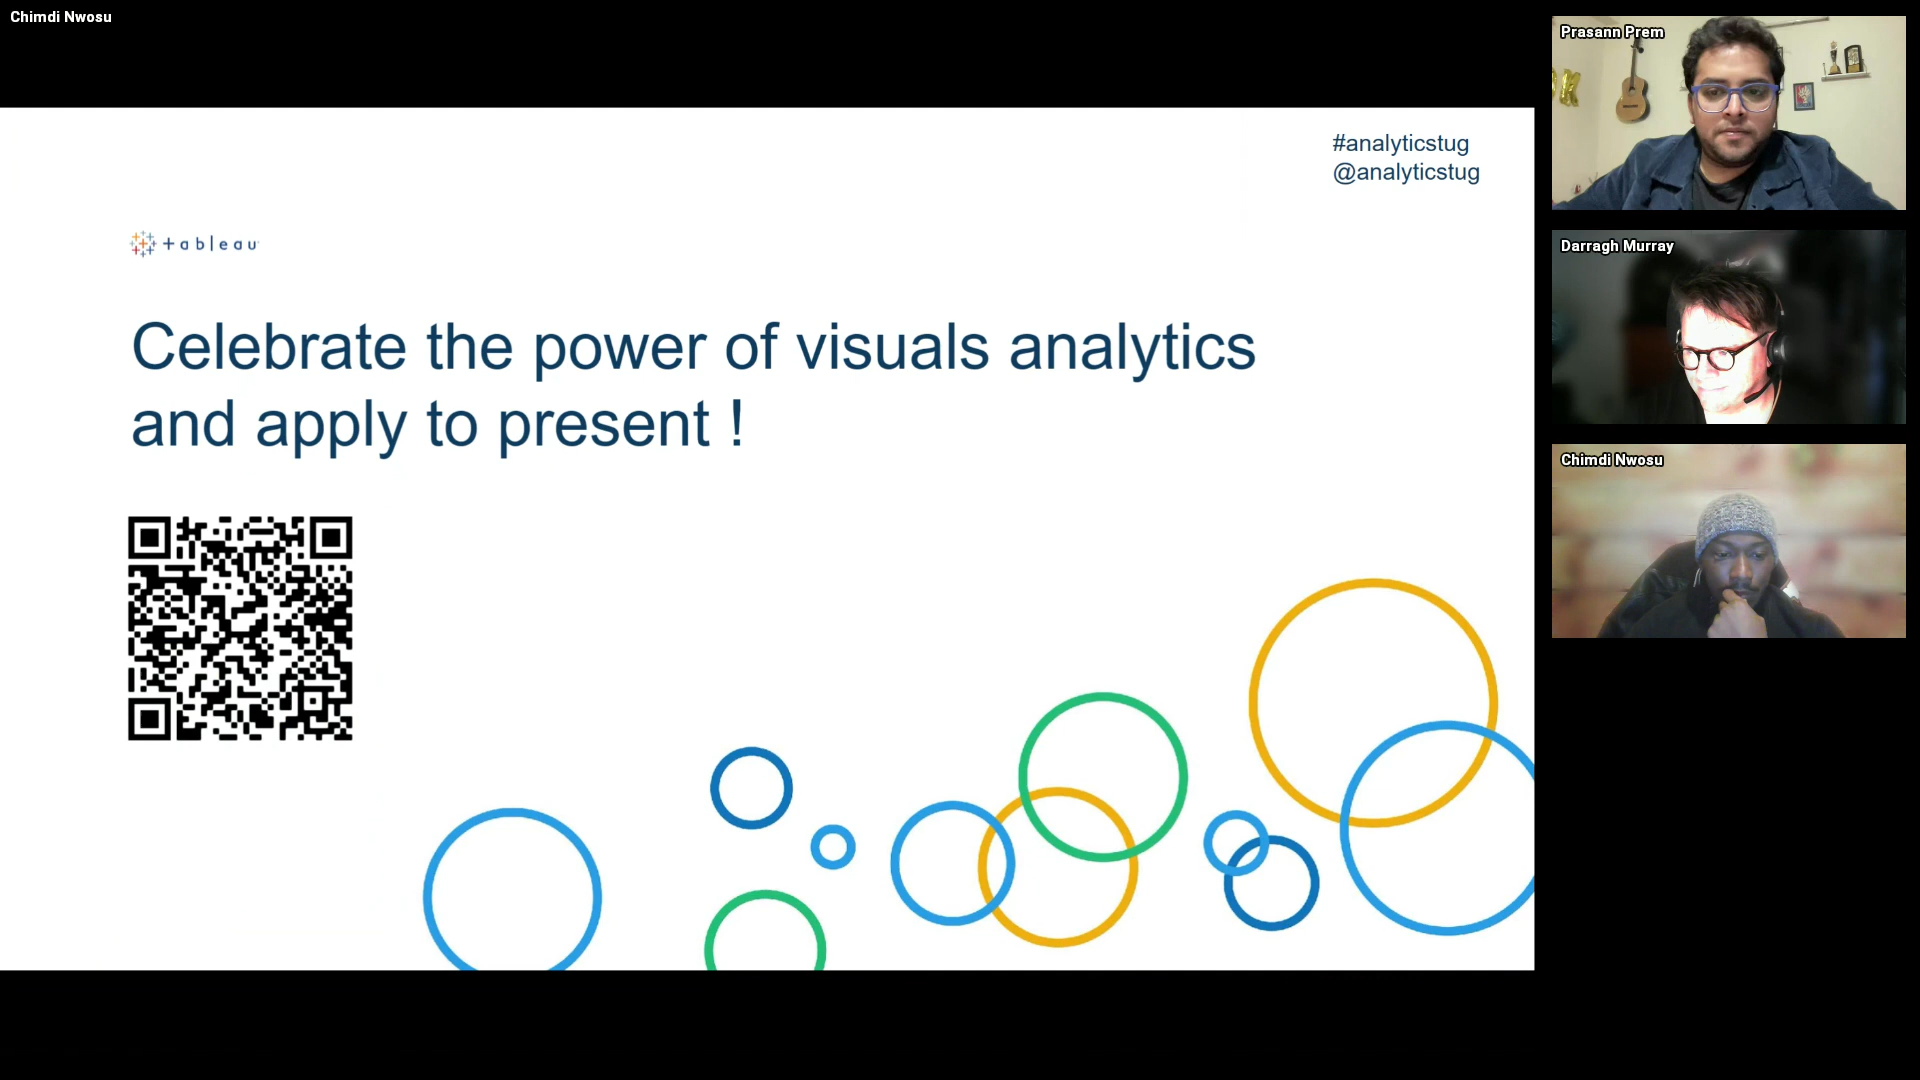 Chimdi Nwosu
#analyticstug
@analyticstug
+ableau
Celebrate the power of visuals analytics
and apply to present !
Prasann Prem
Darragh Murray
Chimdi Nwosu